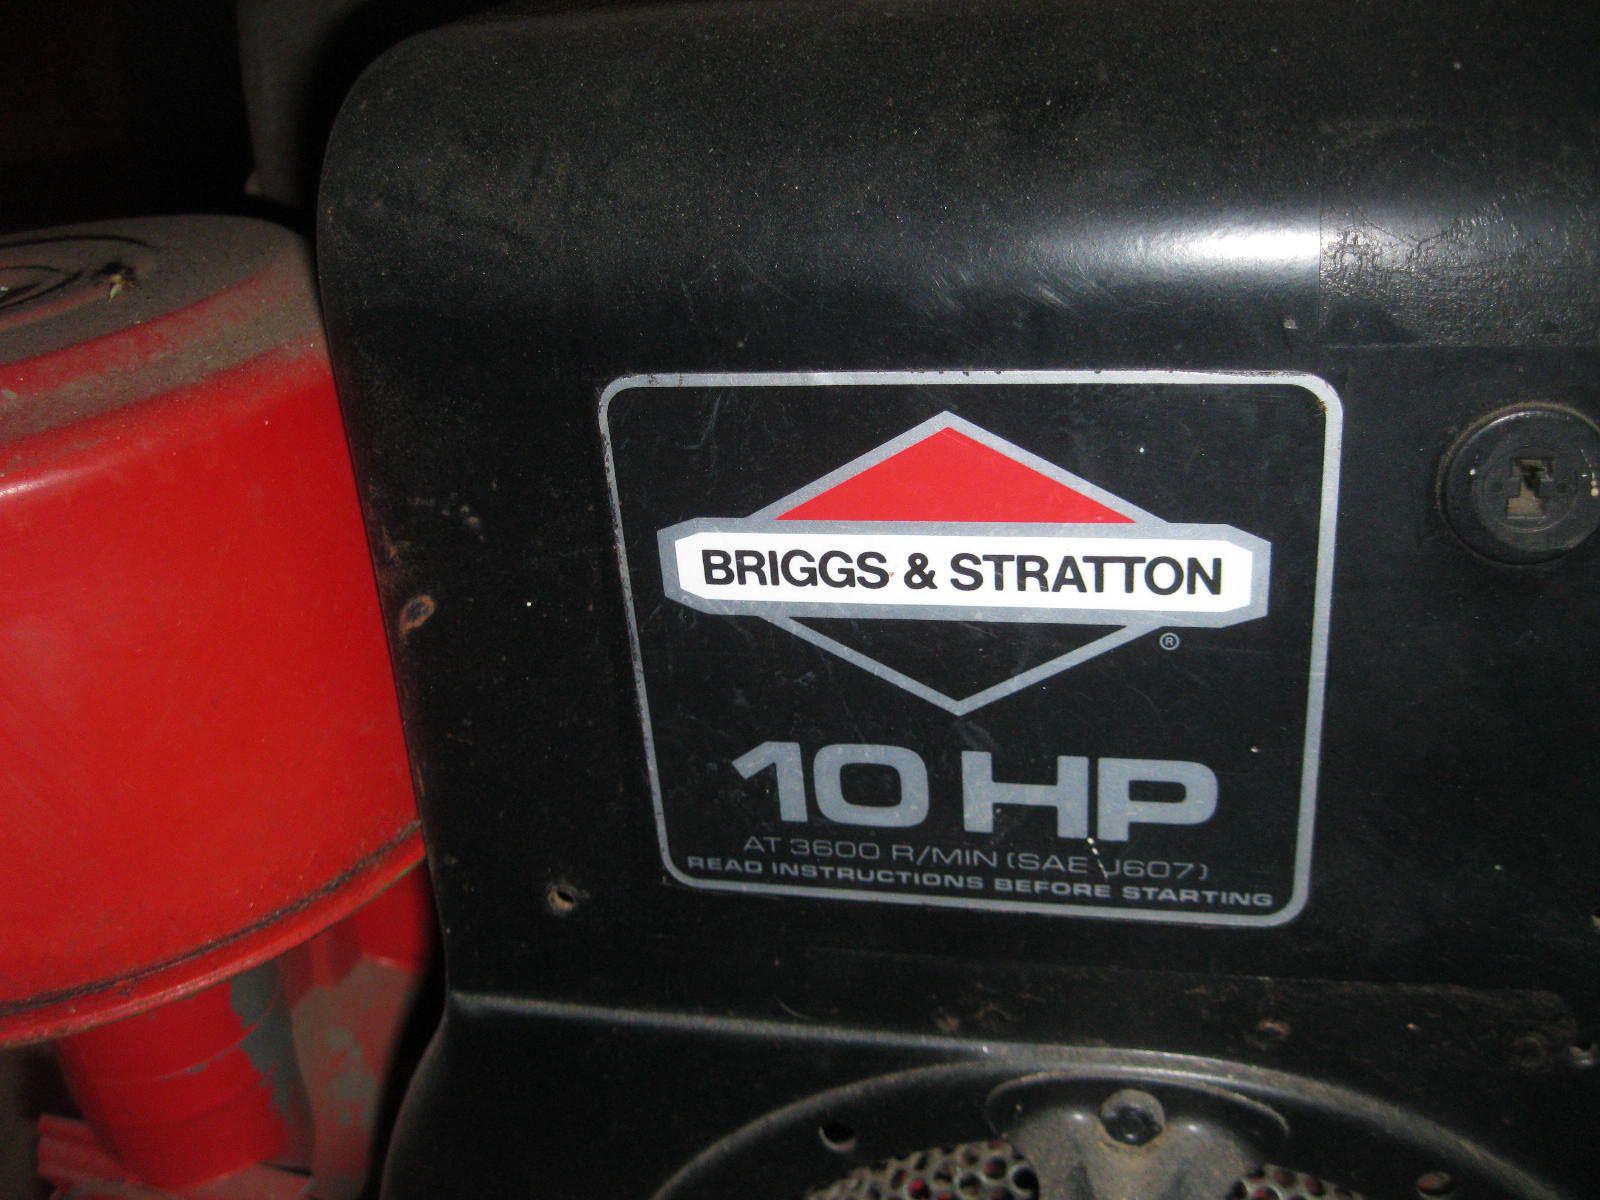 BRIGGS & STRATTON
®
10 HP
AT 3600 R/MIN (SAE J607)
READ INSTRUCTIONS BEFORE STARTING